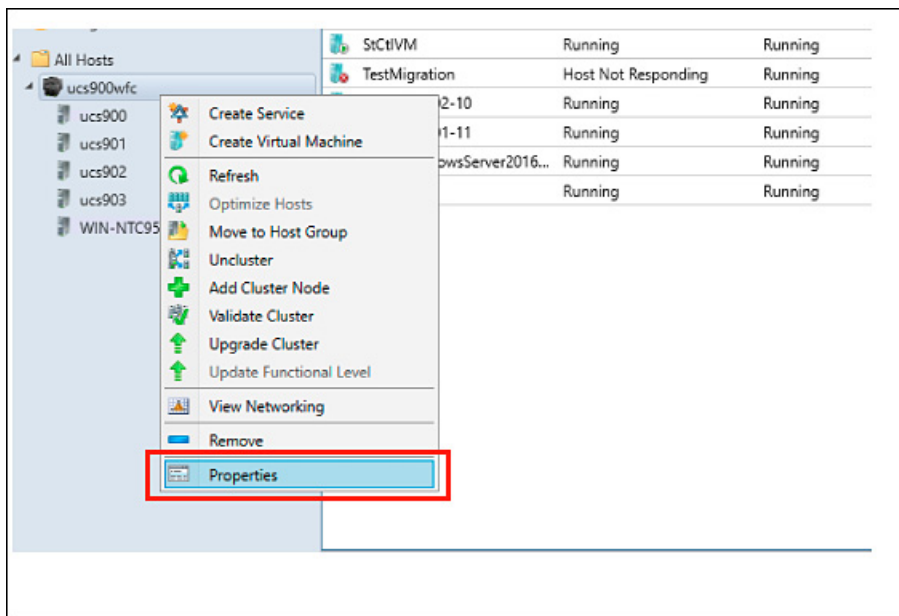 All Hosts
ucs900wfc
ucs900
ucs901
ucs902
ucs903
WIN-NTC95
StCtlVM Running Running
TestMigration Host Not Responding Running
2-10 Running Running
1-11 Running Running
owsServer2016... Running Running
Running Running
Create Service
Create Virtual Machine
Refresh
Optimize Hosts
Move to Host Group
Uncluster
Add Cluster Node
Validate Cluster
Upgrade Cluster
Update Functional Level
View Networking
Remove
Properties